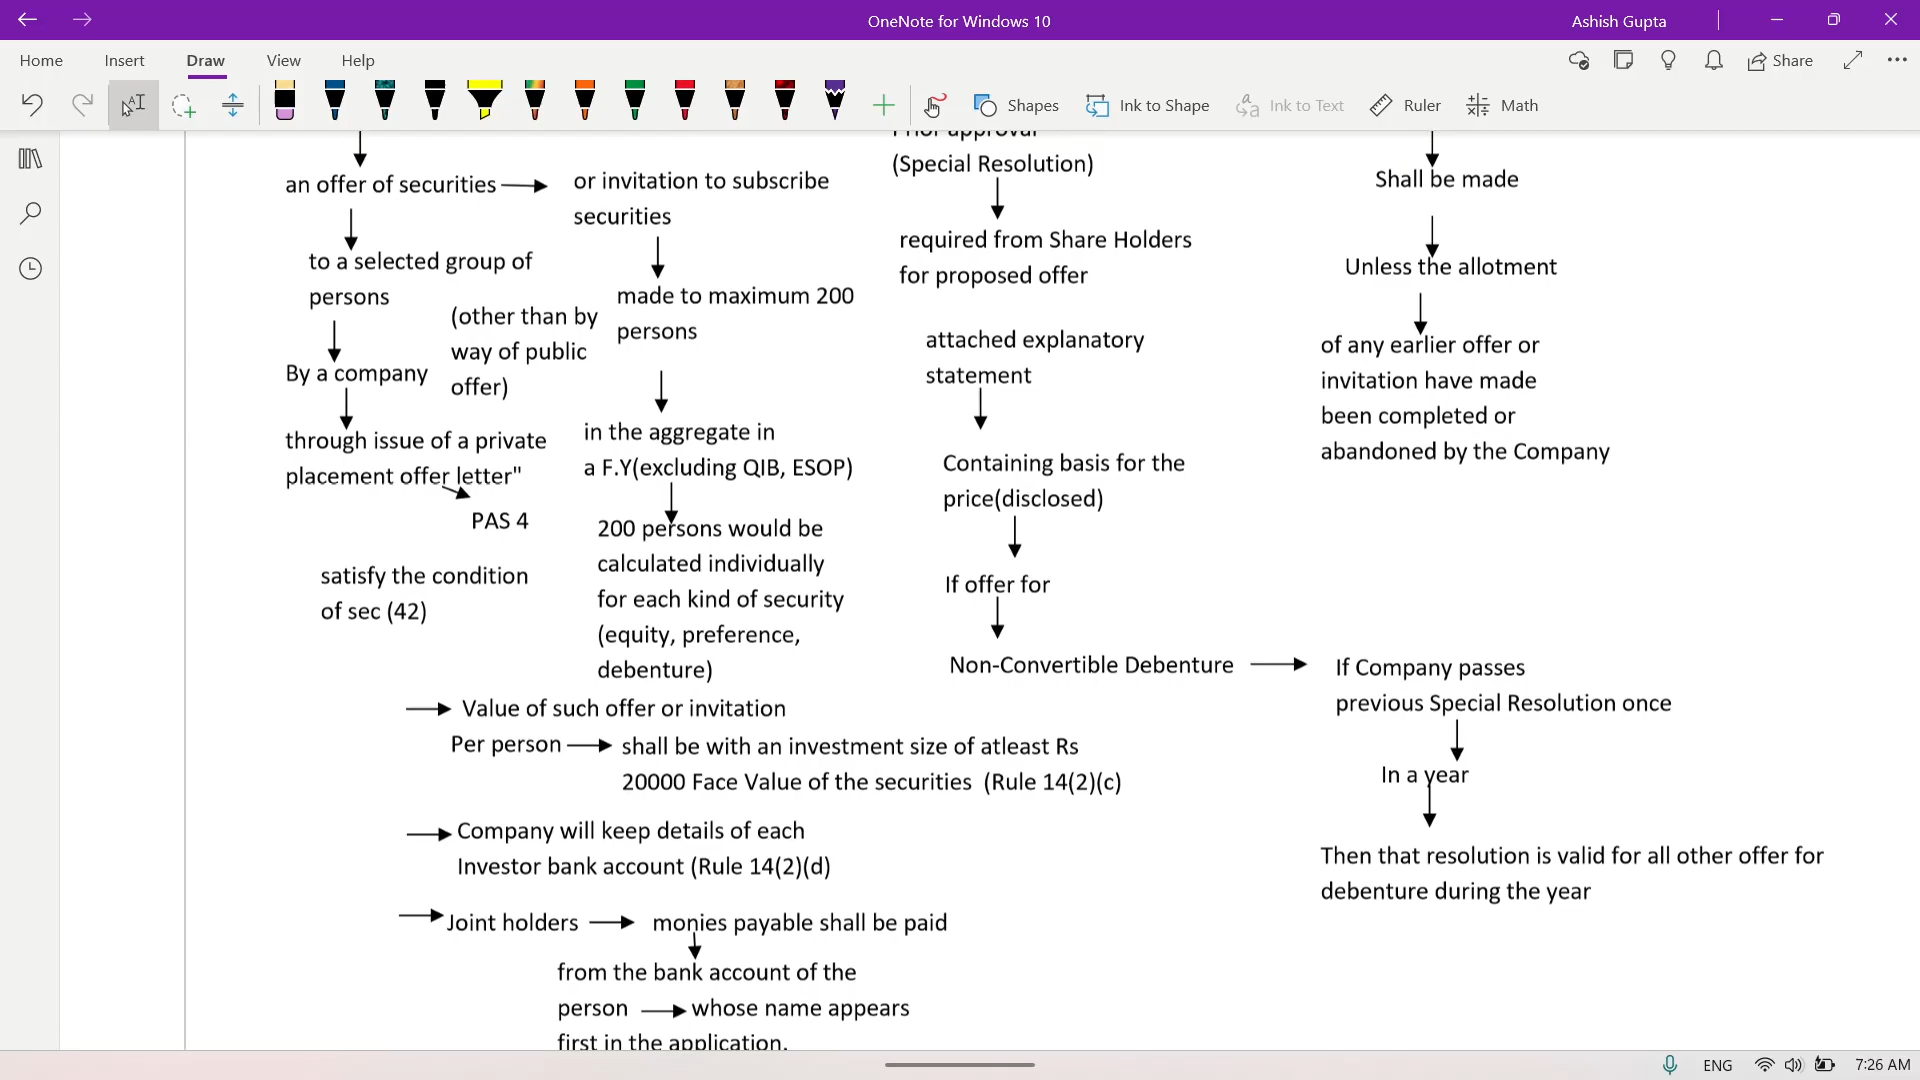 OneNote for Windows 10
Ashish Gupta
Home
Insert
Draw
View
Help
Share
Shapes
Ink to Shape
Ink to Text
Ruler
Math
an offer of securities
to a selected group of
persons
(other than by
way of public
offer)
By a company
through issue of a private
placement offer letter"
PAS 4
satisfy the condition
of sec (42)
or invitation to subscribe
securities
made to maximum 200
persons
in the aggregate in
a F.Y(excluding QIB, ESOP)
200 persons would be
calculated individually
for each kind of security
(equity, preference,
debenture)
Value of such offer or invitation
Per person
shall be with an investment size of atleast Rs
20000 Face Value of the securities (Rule 14(2)(c)
Company will keep details of each
Investor bank account (Rule 14(2)(d)
Joint holders
monies payable shall be paid
from the bank account of the
person
whose name appears
first in the application.
Prior approval
(Special Resolution)
required from Share Holders
for proposed offer
attached explanatory
statement
Containing basis for the
price(disclosed)
If offer for
Non-Convertible Debenture
If Company passes
previous Special Resolution once
In a year
Then that resolution is valid for all other offer for
debenture during the year
Shall be made
Unless the allotment
of any earlier offer or
invitation have made
been completed or
abandoned by the Company
ENG
7:26 AM